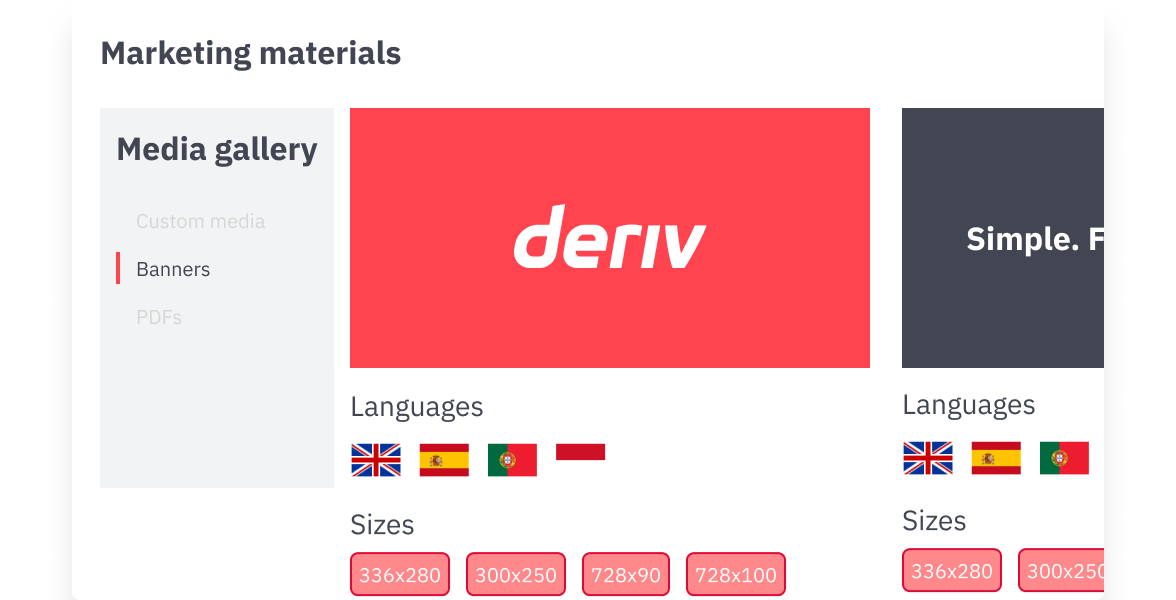 Marketing materials
Media gallery
Custom media
Banners
PDFs
deriv
Languages
Sizes
336x280 300x250 728x90 728x100
Simple. F
Languages
Sizes
336x280 300x250